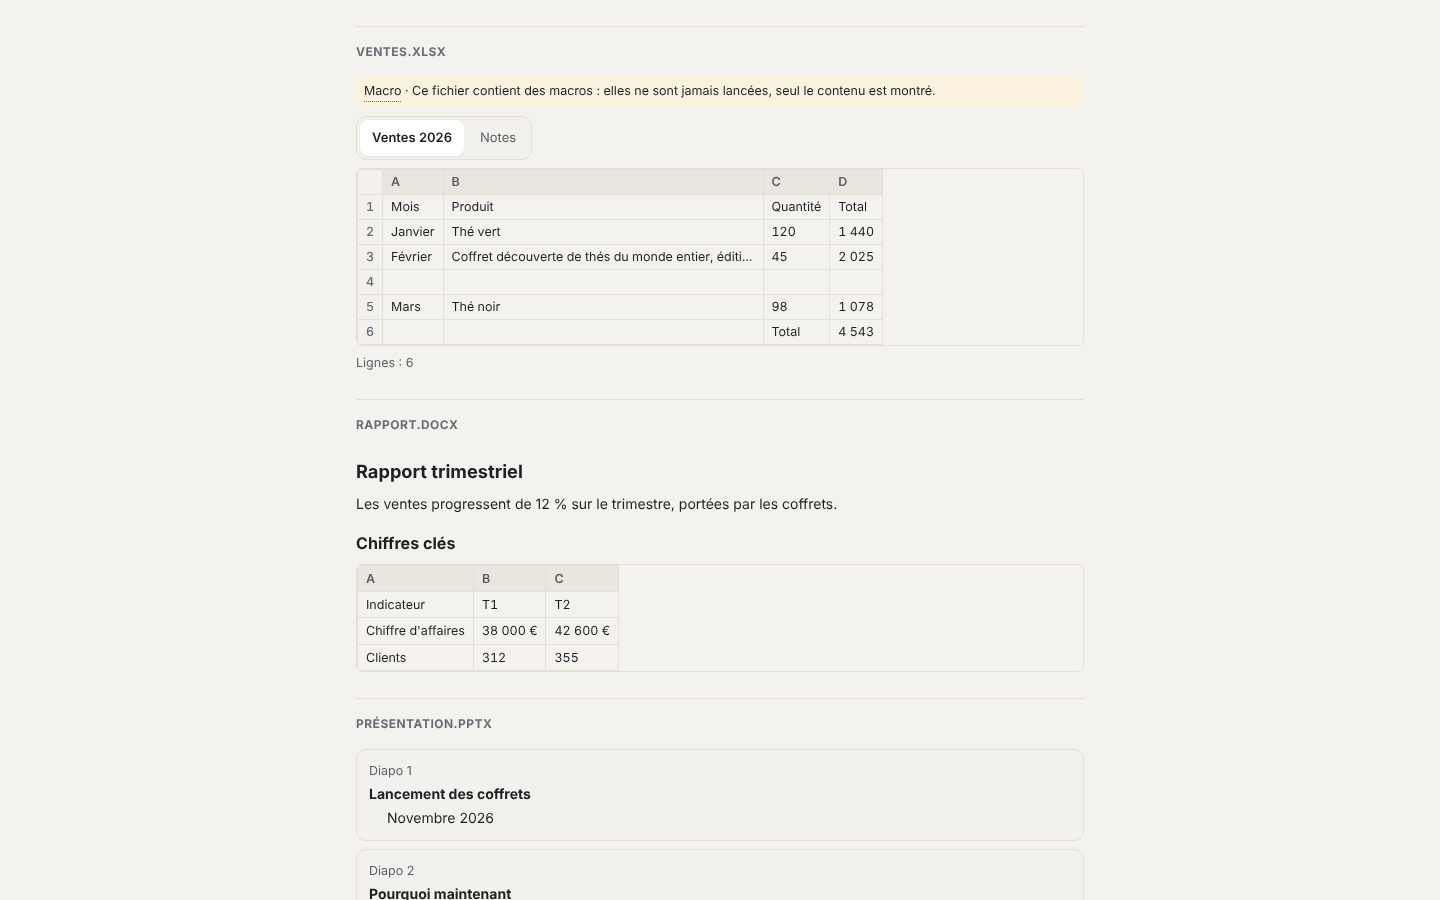 VENTES.XLSX
Macro · Ce fichier contient des macros : elles ne sont jamais lancées, seul le contenu est montré.
Ventes 2026 Notes
A B C D
1 Mois Produit Quantité Total
2 Janvier Thé vert 120 1 440
3 Février Coffret découverte de thés du monde entier, éditi… 45 2 025
4
5 Mars Thé noir 98 1 078
6 Total 4 543
Lignes : 6
RAPPORT.DOCX
Rapport trimestriel
Les ventes progressent de 12 % sur le trimestre, portées par les coffrets.
Chiffres clés
A B C
Indicateur T1 T2
Chiffre d'affaires 38 000 € 42 600 €
Clients 312 355
PRÉSENTATION.PPTX
Diapo 1
Lancement des coffrets
Novembre 2026
Diapo 2
Pourquoi maintenant